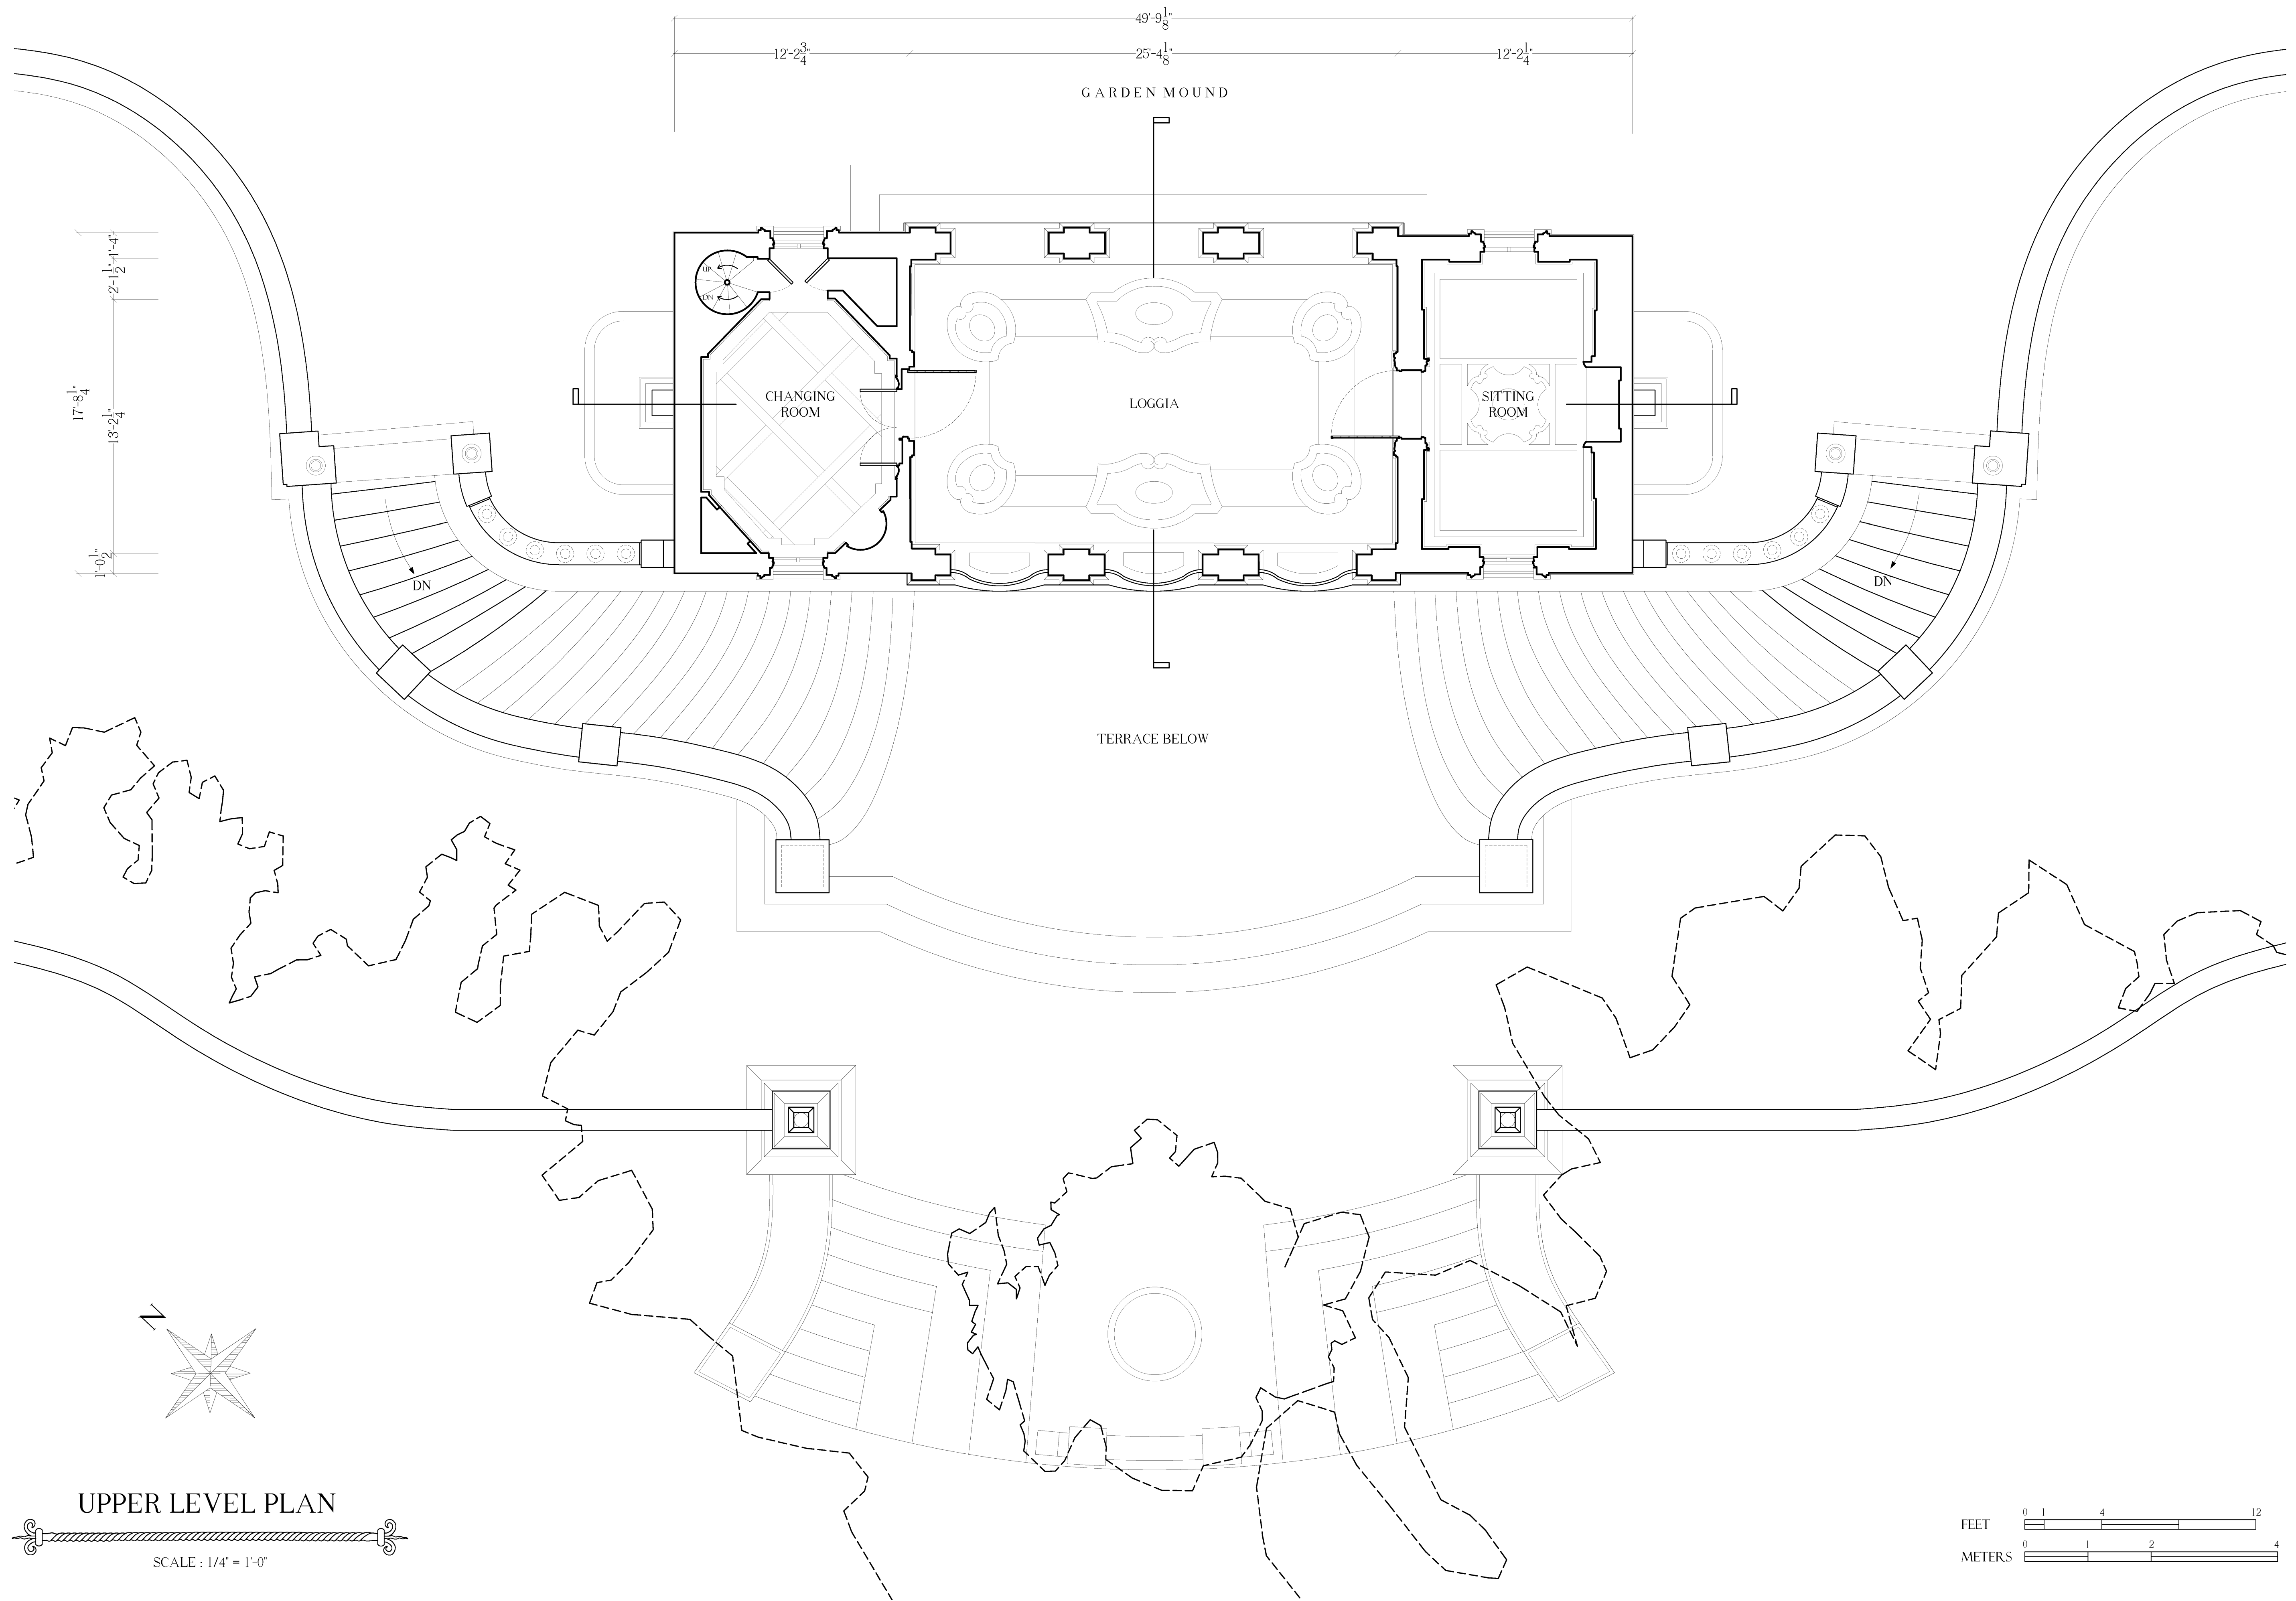 49'-9 1/8"
12'-2 3/4"
25'-4 1/8"
12'-2 1/4"
GARDEN MOUND
1'-4"
2'-1 1/2"
17'-8 1/4"
13'-2 1/4"
1'-0 1/2"
UP
DN
CHANGING
ROOM
LOGGIA
SITTING
ROOM
DN
DN
TERRACE BELOW
N
UPPER LEVEL PLAN
SCALE : 1/4" = 1'-0"
0 1 4 12
FEET
0 1 2 4
METERS